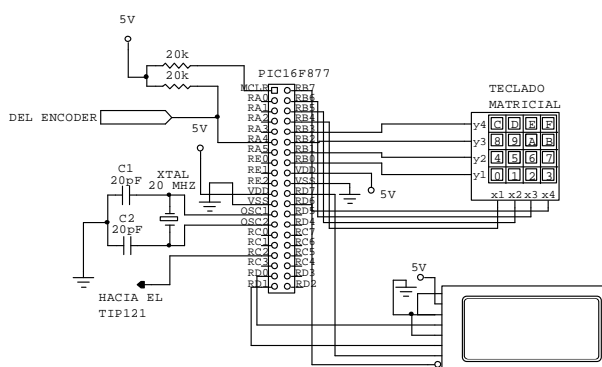 5V
20k
20k
PIC16F877
MCLR RB7
RA0 RB6
RA1 RB5
RA2 RB4
RA3 RB3
RA4 RB2
RA5 RB1
RE0 RB0
RE1 VDD
RE2 VSS
VDD RD7
VSS RD6
OSC1 RD5
OSC2 RD4
RC0 RC7
RC1 RC6
RC2 RC5
RC3 RC4
RD0 RD3
RD1 RD2
DEL ENCODER
5V
C1
20pF
XTAL
20 MHZ
C2
20pF
HACIA EL
TIP121
TECLADO
MATRICIAL
y4 C D E F
y3 8 9 A B
y2 4 5 6 7
y1 0 1 2 3
x1 x2 x3 x4
5V
5V